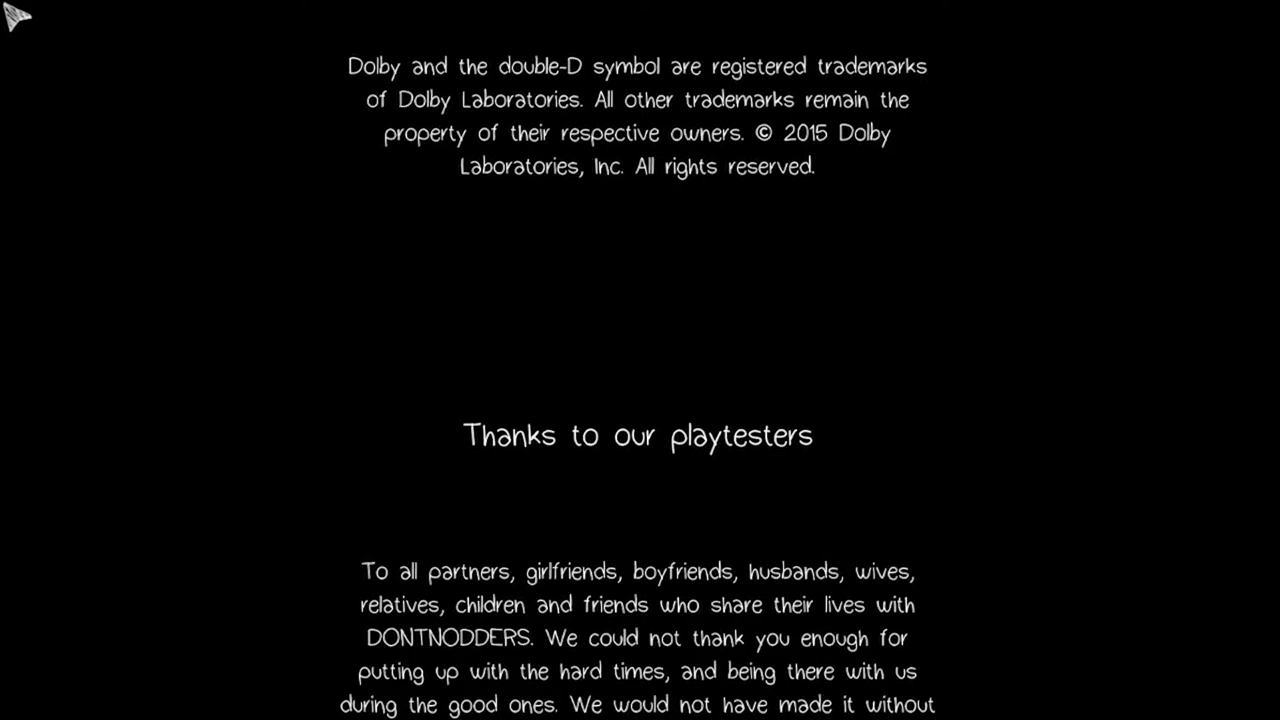 Dolby and the double-D symbol are registered trademarks
of Dolby Laboratories. All other trademarks remain the
property of their respective owners. © 2015 Dolby
Laboratories, Inc. All rights reserved.
Thanks to our playtesters
To all partners, girlfriends, boyfriends, husbands, wives,
relatives, children and friends who share their lives with
DONTNODDERS. We could not thank you enough for
putting up with the hard times, and being there with us
during the good ones. We would not have made it without